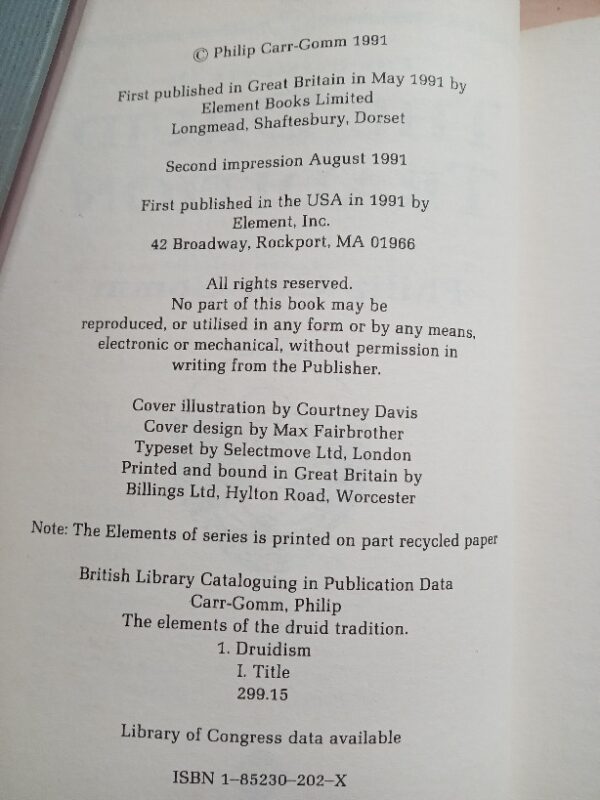 © Philip Carr-Gomm 1991
First published in Great Britain in May 1991 by
Element Books Limited
Longmead, Shaftesbury, Dorset
Second impression August 1991
First published in the USA in 1991 by
Element, Inc.
42 Broadway, Rockport, MA 01966
All rights reserved.
No part of this book may be
reproduced, or utilised in any form or by any means,
electronic or mechanical, without permission in
writing from the Publisher.
Cover illustration by Courtney Davis
Cover design by Max Fairbrother
Typeset by Selectmove Ltd, London
Printed and bound in Great Britain by
Billings Ltd, Hylton Road, Worcester
Note: The Elements of series is printed on part recycled paper
British Library Cataloguing in Publication Data
Carr-Gomm, Philip
The elements of the druid tradition.
1. Druidism
I. Title
299.15
Library of Congress data available
ISBN 1–85230–202–X